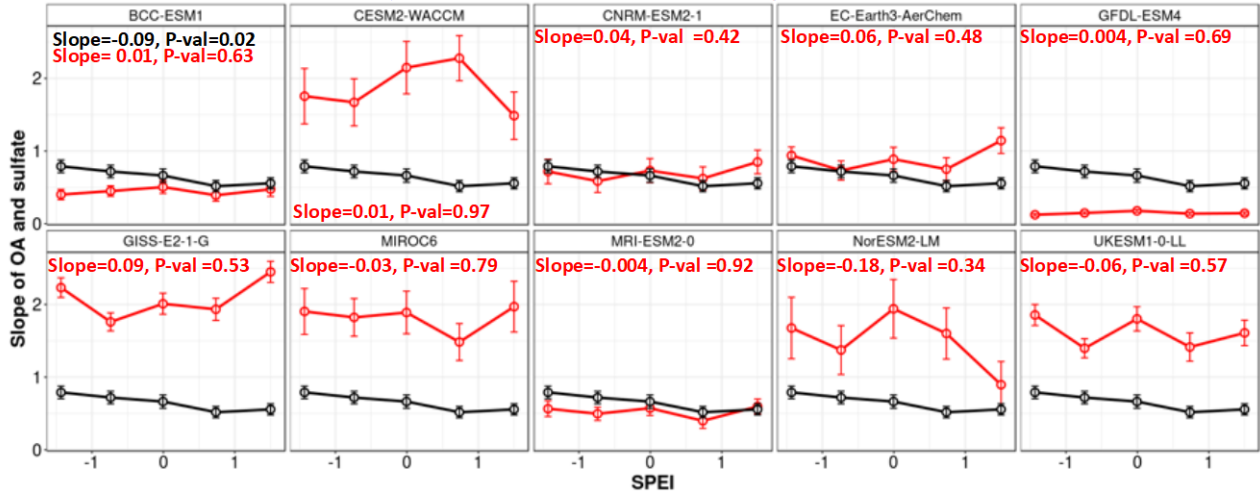 BCC-ESM1
CESM2-WACCM
CNRM-ESM2-1
EC-Earth3-AerChem
GFDL-ESM4
Slope=-0.09, P-val=0.02
Slope= 0.01, P-val=0.63
Slope=0.04, P-val =0.42
Slope=0.06, P-val =0.48
Slope=0.004, P-val =0.69
2
1
0
Slope=0.01, P-val=0.97
GISS-E2-1-G
MIROC6
MRI-ESM2-0
NorESM2-LM
UKESM1-0-LL
Slope=0.09, P-val =0.53
Slope=-0.03, P-val =0.79
Slope=-0.004, P-val =0.92
Slope=-0.18, P-val =0.34
Slope=-0.06, P-val =0.57
2
1
0
Slope of OA and sulfate
-1 0 1
-1 0 1
-1 0 1
-1 0 1
-1 0 1
SPEI